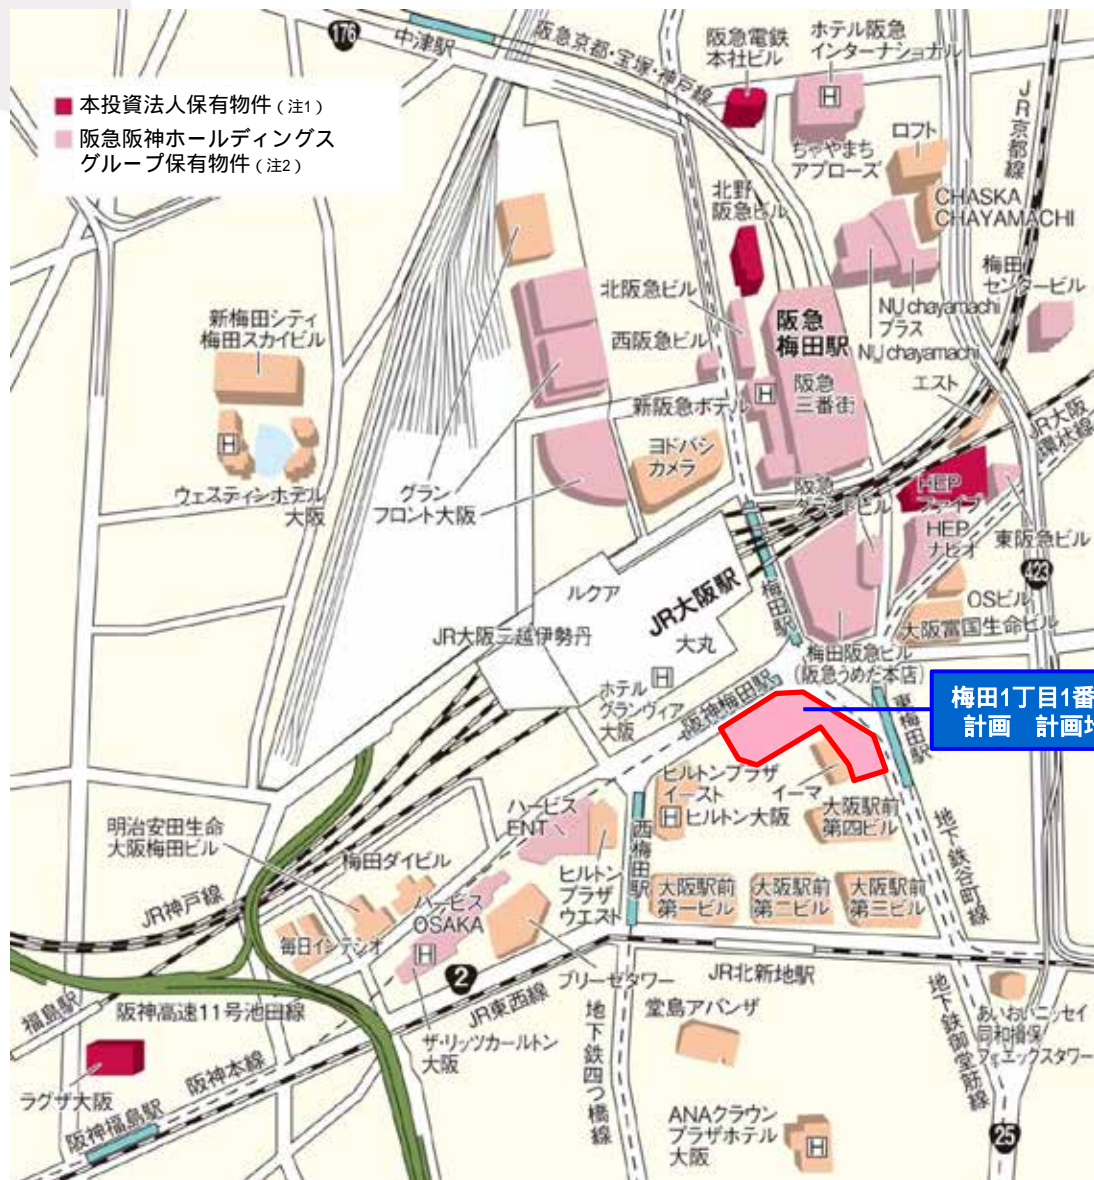 176
中津駅
阪急京都・宝塚・神戸線
阪急電鉄
本社ビル
ホテル阪急
インターナショナル
H
ちゃやまち
アプローズ
ロフト
JR京都線
本投資法人保有物件（注1）
阪急阪神ホールディングス
グループ保有物件（注2）
北野
阪急ビル
CHASKA
CHAYAMACHI
梅田
センタービル
北阪急ビル
NU chayamachi
プラス
NU chayamachi
阪急
梅田駅
新梅田シティ
梅田スカイビル
西阪急ビル
エスト
阪急
三番街
新阪急ホテル
H
JR大阪
環状線
H
ヨドバシ
カメラ
ウェスティンホテル
大阪
グラン
フロント大阪
阪急
HEP
ファイブ
HEP
ナビオ
東阪急ビル
423
OSビル
大阪富国生命ビル
ルクア
JR大阪駅
梅田駅
JR大阪三越伊勢丹
大丸
梅田阪急ビル
（阪急うめだ本店）
ホテル
グランヴィア
大阪
H
阪神梅田駅
東梅田駅
梅田1丁目1番
計画　計画地
ヒルトンプラザ
イースト
イーマ
H
ヒルトン大阪
大阪駅前
第四ビル
ハービス
ENT
明治安田生命
大阪梅田ビル
梅田ダイビル
西梅田駅
地下鉄谷町線
ヒルトン
プラザ
ウエスト
大阪駅前
第一ビル
大阪駅前
第二ビル
大阪駅前
第三ビル
JR神戸線
ハービス
OSAKA
毎日インテシオ
H
2
ブリーゼタワー
JR北新地駅
JR東西線
福島駅
阪神高速11号池田線
堂島アバンザ
地下鉄御堂筋線
あいおいニッセイ
同和損保
フェニックスタワー
ザ・リッツカールトン
大阪
地下鉄四つ橋線
阪神本線
ラグザ大阪
阪神福島駅
ANAクラウン
プラザホテル
大阪
H
25